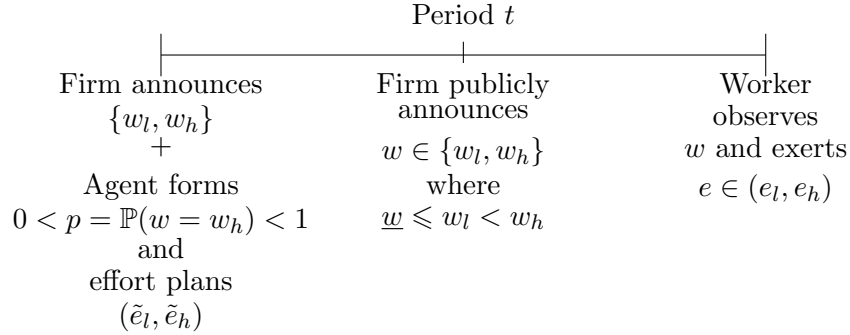 Period t
Firm announces
{w_l, w_h}
+
Agent forms
0 < p = ℙ(w = w_h) < 1
and
effort plans
(ẽ_l, ẽ_h)
Firm publicly
announces
w ∈ {w_l, w_h}
where
w̲ ⩽ w_l < w_h
Worker
observes
w and exerts
e ∈ (e_l, e_h)